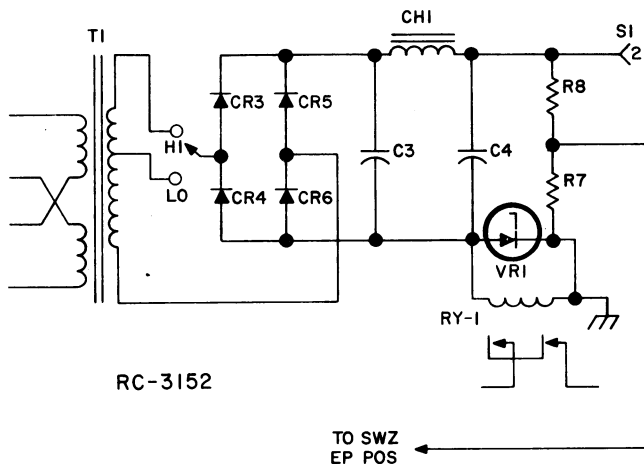 T1
CH1
S1
2
CR3
CR5
C3
C4
R8
HI
LO
CR4
CR6
R7
VR1
RY-1
RC-3152
TO SWZ
EP POS